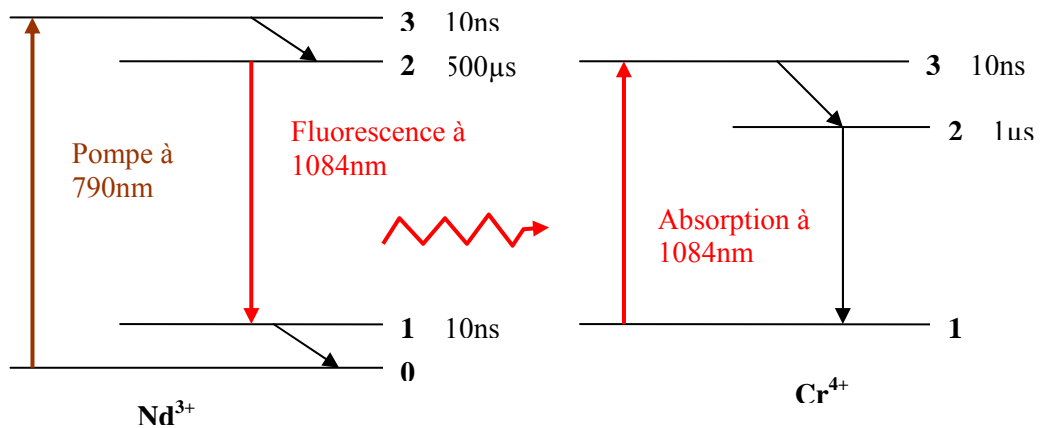 3 10ns
2 500µs
Pompe à
790nm
Fluorescence à
1084nm
1 10ns
0
Nd³⁺
3 10ns
2 1µs
Absorption à
1084nm
1
Cr⁴⁺